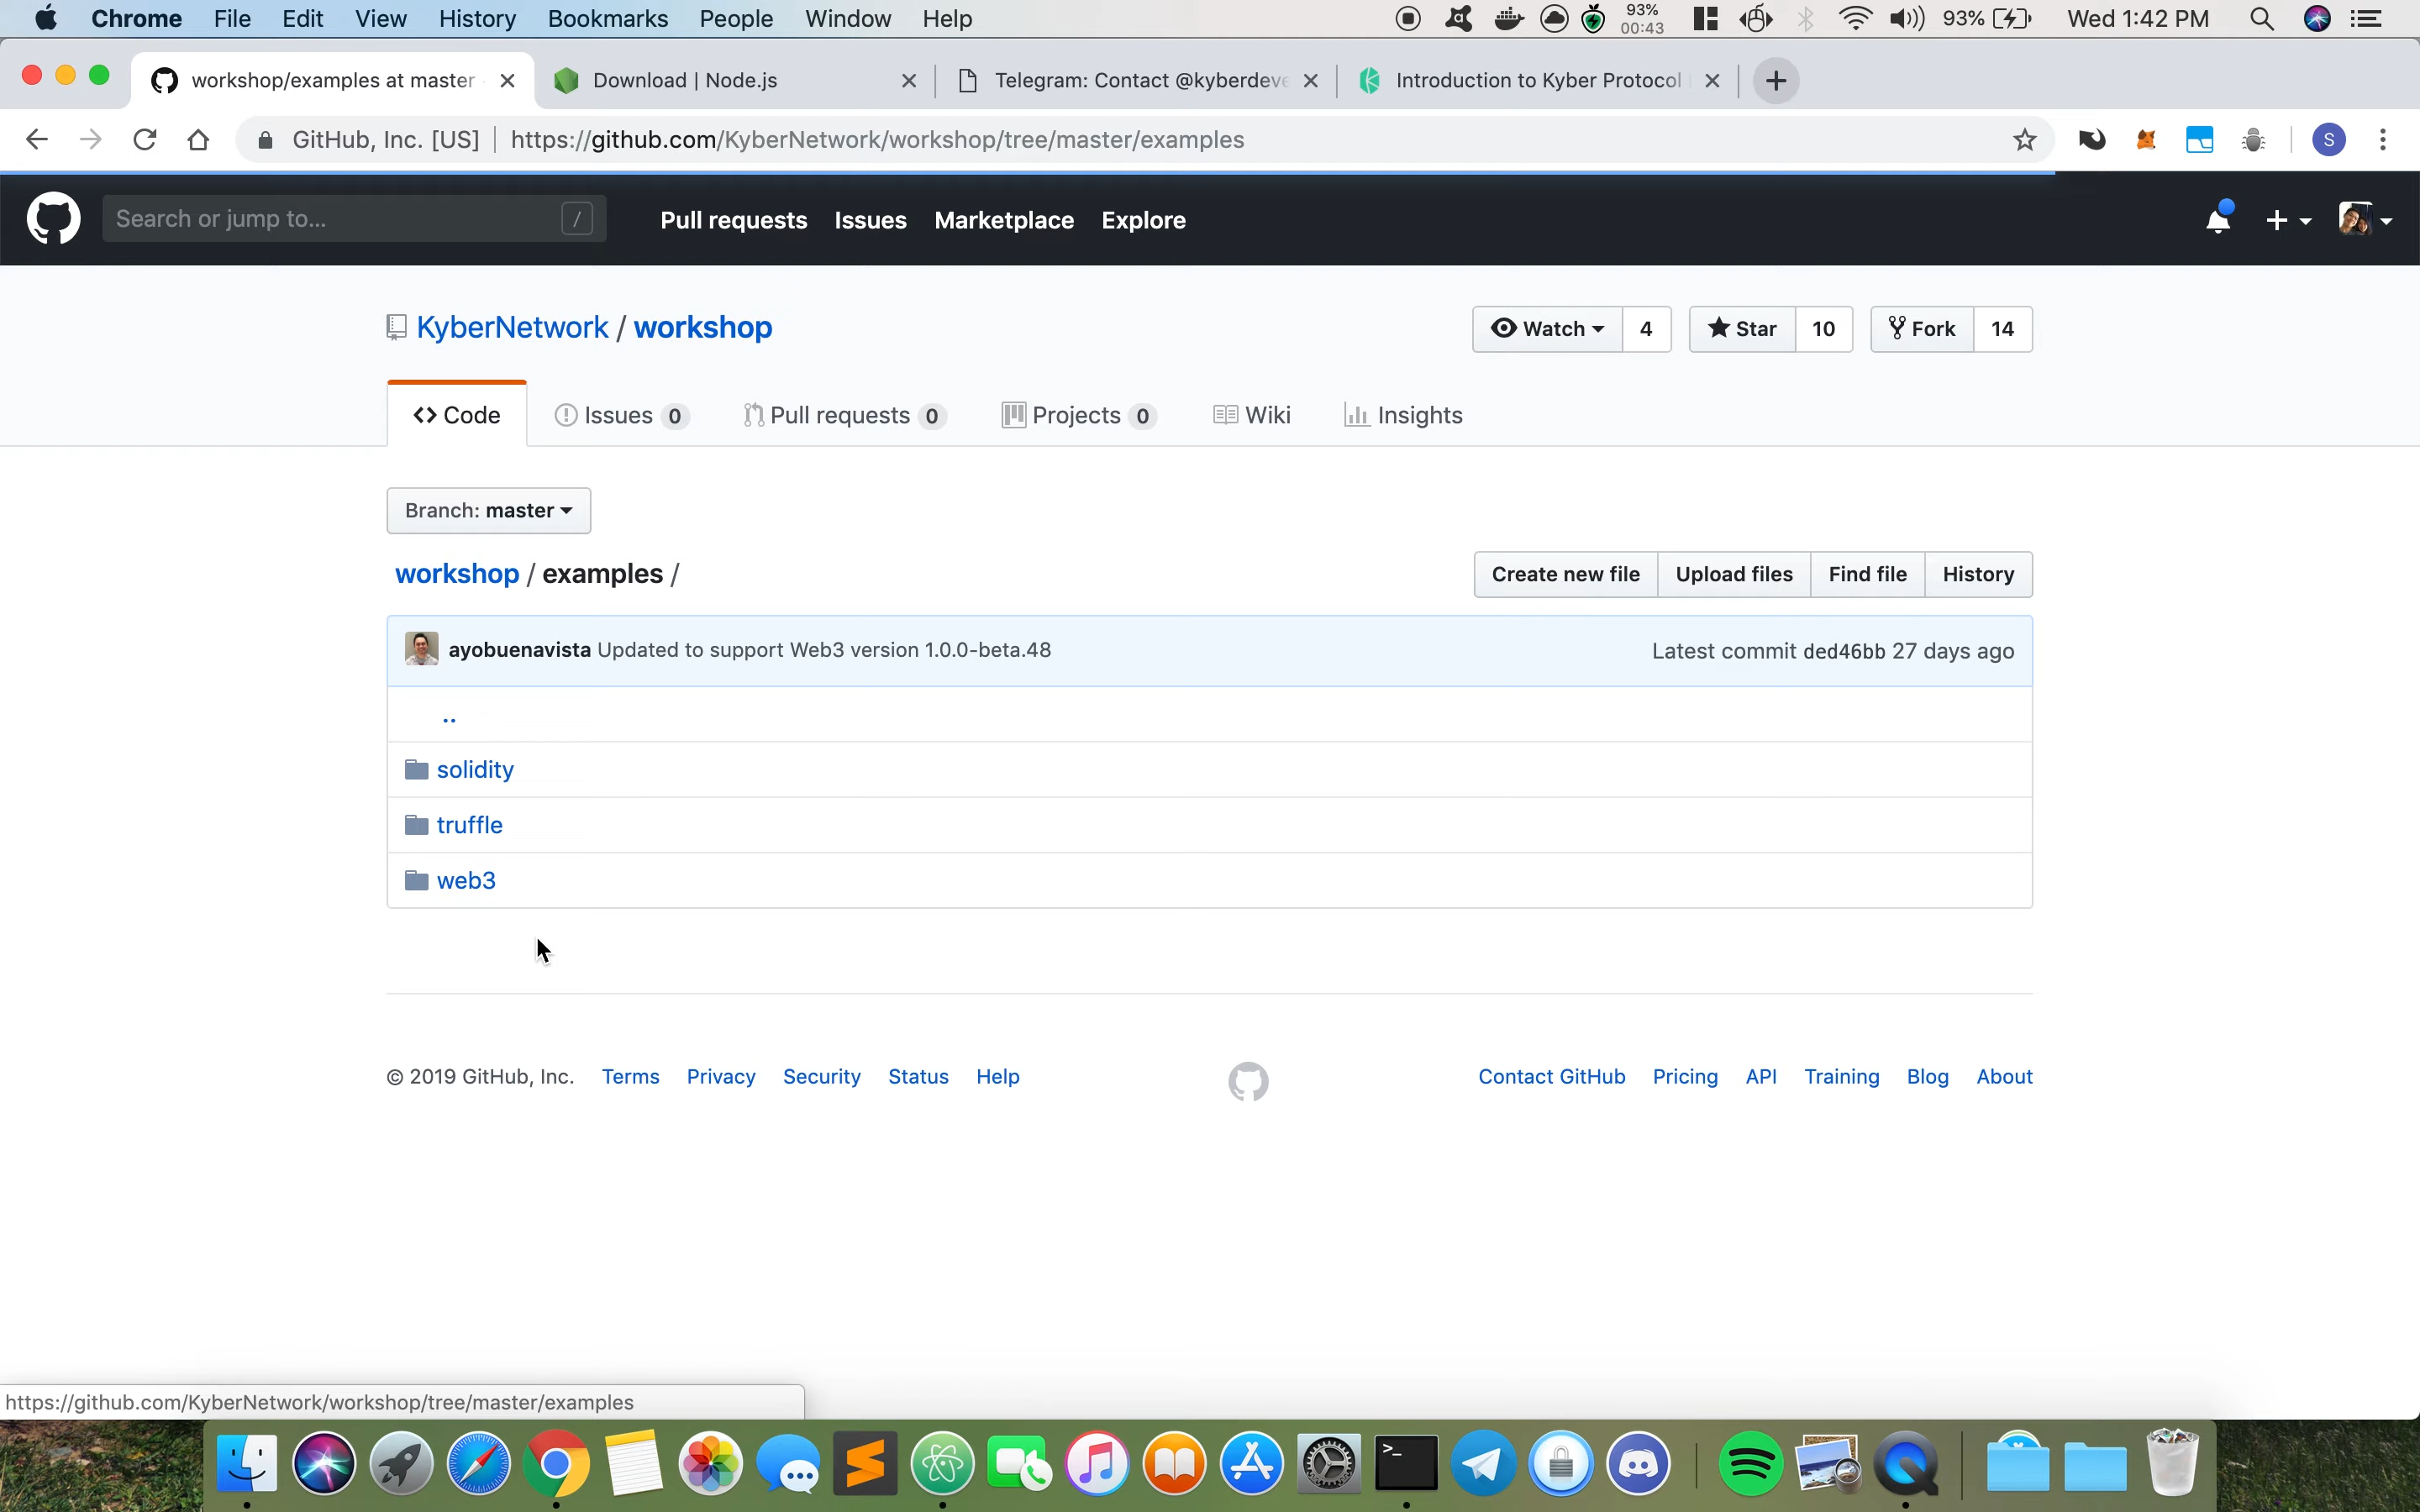 Chrome File Edit View History Bookmarks People Window Help 93% 00:43 93% Wed 1:42 PM
workshop/examples at master Download | Node.js Telegram: Contact @kyberdeve Introduction to Kyber Protocol
GitHub, Inc. [US] https://github.com/KyberNetwork/workshop/tree/master/examples S
Search or jump to... / Pull requests Issues Marketplace Explore
KyberNetwork / workshop Watch 4 Star 10 Fork 14
Code Issues 0 Pull requests 0 Projects 0 Wiki Insights
Branch: master
workshop / examples / Create new file Upload files Find file History
ayobuenavista Updated to support Web3 version 1.0.0-beta.48 Latest commit ded46bb 27 days ago
..
solidity
truffle
web3
© 2019 GitHub, Inc. Terms Privacy Security Status Help Contact GitHub Pricing API Training Blog About
https://github.com/KyberNetwork/workshop/tree/master/examples